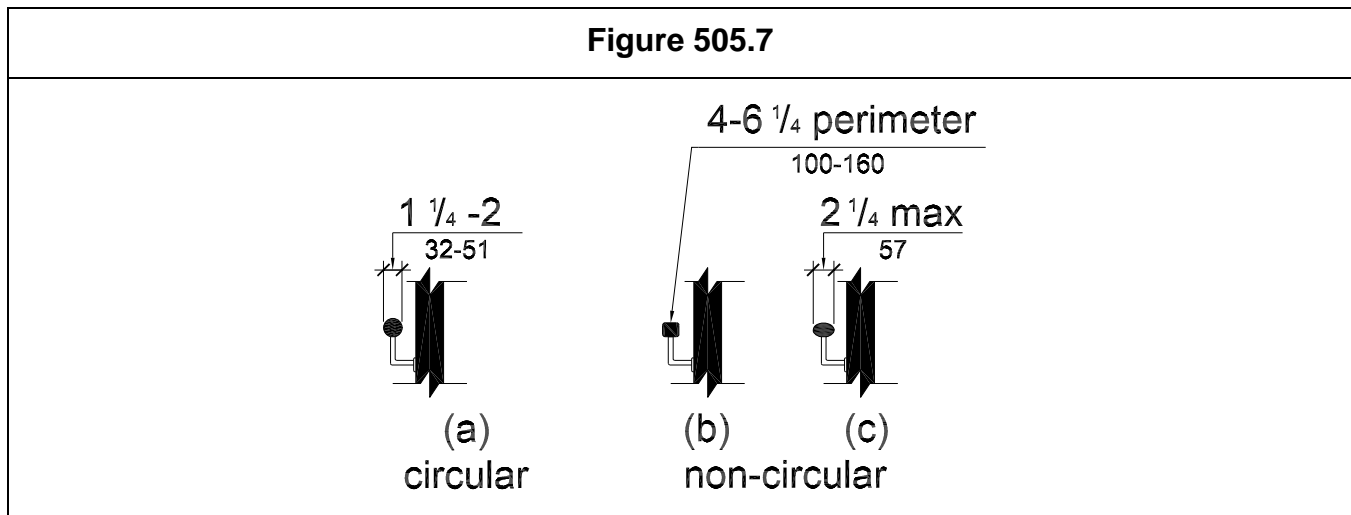 Figure 505.7
4-6 1/4 perimeter
100-160
1 1/4 -2
32-51
2 1/4 max
57
(a)
circular
(b)
(c)
non-circular